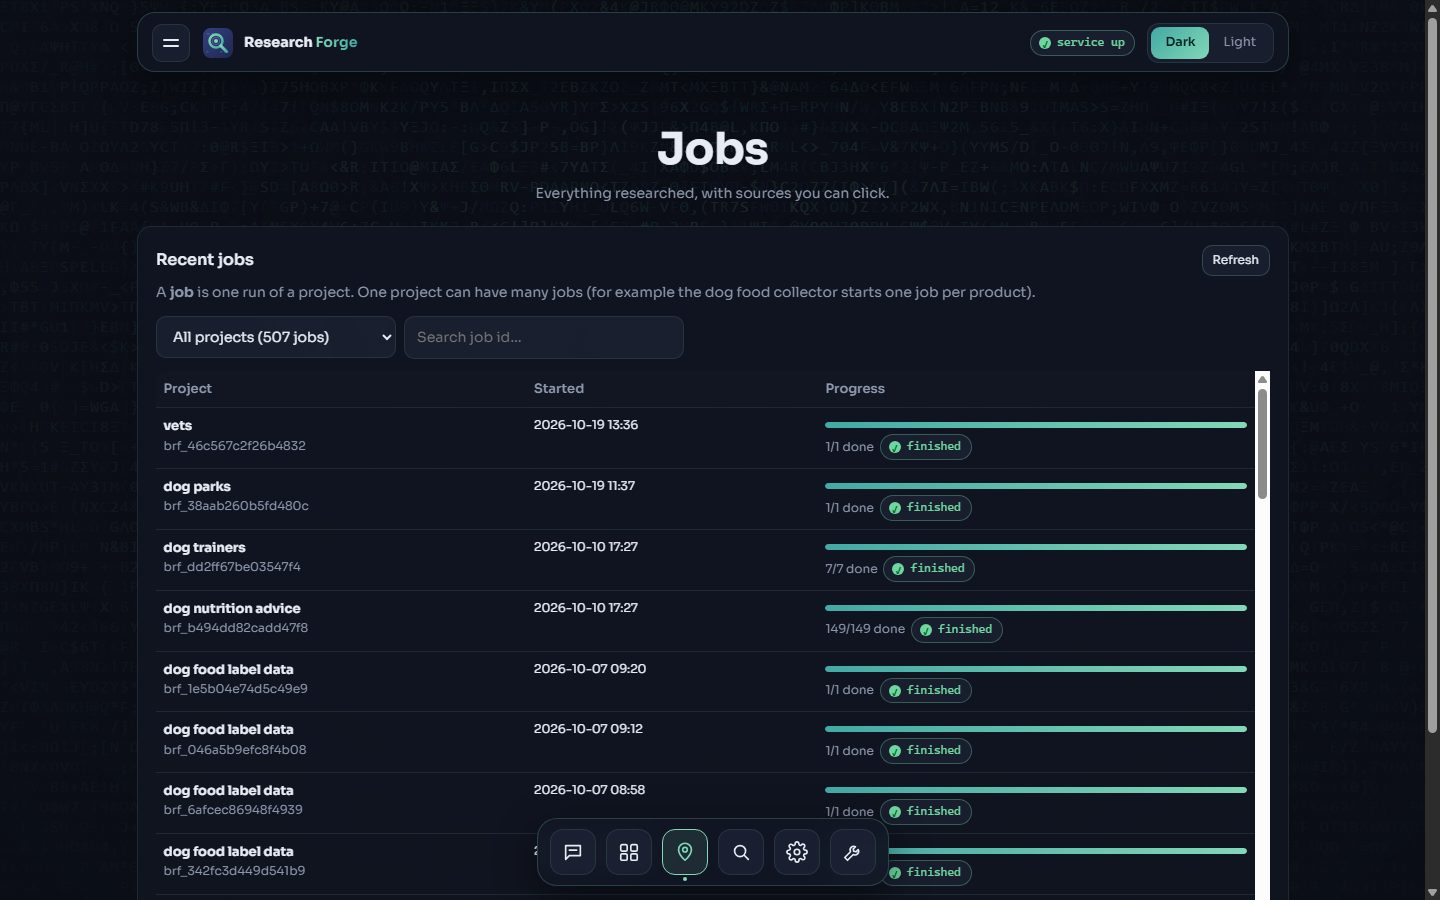 Research Forge
service up
Dark
Light
Jobs
Everything researched, with sources you can click.
Recent jobs
Refresh
A job is one run of a project. One project can have many jobs (for example the dog food collector starts one job per product).
All projects (507 jobs)
Search job id...
Project Started Progress
vets 2026-10-19 13:36
brf_46c567c2f26b4832 1/1 done finished
dog parks 2026-10-19 11:37
brf_38aab260b5fd480c 1/1 done finished
dog trainers 2026-10-10 17:27
brf_dd2ff67be03547f4 7/7 done finished
dog nutrition advice 2026-10-10 17:27
brf_b494dd82cadd47f8 149/149 done finished
dog food label data 2026-10-07 09:20
brf_1e5b04e74d5c49e9 1/1 done finished
dog food label data 2026-10-07 09:12
brf_046a5b9efc8f4b08 1/1 done finished
dog food label data 2026-10-07 08:58
brf_6afcec86948f4939 1/1 done finished
dog food label data
brf_342fc3d449d541b9 finished